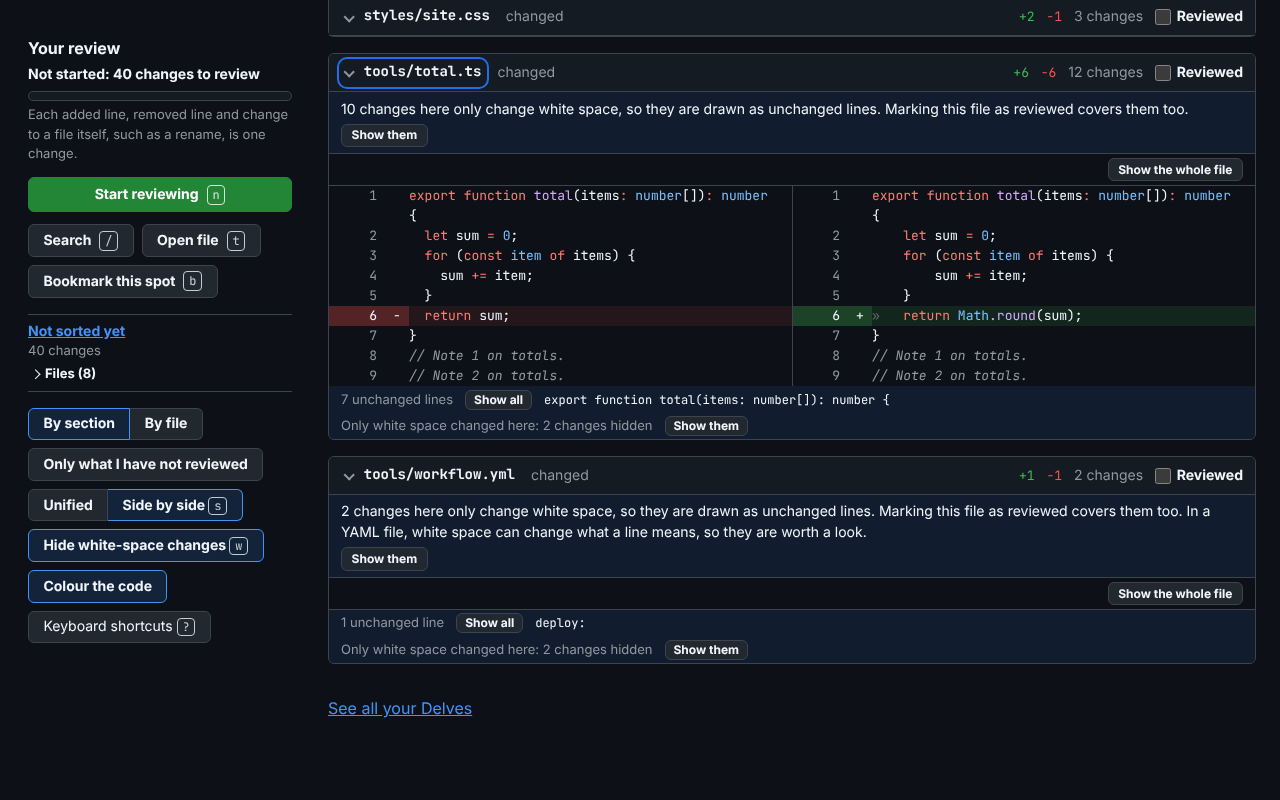 styles/site.css changed +2 -1 3 changes Reviewed
Your review
Not started: 40 changes to review
Each added line, removed line and change
to a file itself, such as a rename, is one
change.
Start reviewing n
Search / Open file t
Bookmark this spot b
Not sorted yet
40 changes
Files (8)
By section By file
Only what I have not reviewed
Unified Side by side s
Hide white-space changes w
Colour the code
Keyboard shortcuts ?
tools/total.ts changed +6 -6 12 changes Reviewed
10 changes here only change white space, so they are drawn as unchanged lines. Marking this file as reviewed covers them too.
Show them
Show the whole file
1 export function total(items: number[]): number
{
2 let sum = 0;
3 for (const item of items) {
4 sum += item;
5 }
6 - return sum;
7 }
8 // Note 1 on totals.
9 // Note 2 on totals.
1 export function total(items: number[]): number
{
2 let sum = 0;
3 for (const item of items) {
4 sum += item;
5 }
6 + » return Math.round(sum);
7 }
8 // Note 1 on totals.
9 // Note 2 on totals.
7 unchanged lines Show all export function total(items: number[]): number {
Only white space changed here: 2 changes hidden Show them
tools/workflow.yml changed +1 -1 2 changes Reviewed
2 changes here only change white space, so they are drawn as unchanged lines. Marking this file as reviewed covers them too. In a
YAML file, white space can change what a line means, so they are worth a look.
Show them
Show the whole file
1 unchanged line Show all deploy:
Only white space changed here: 2 changes hidden Show them
See all your Delves